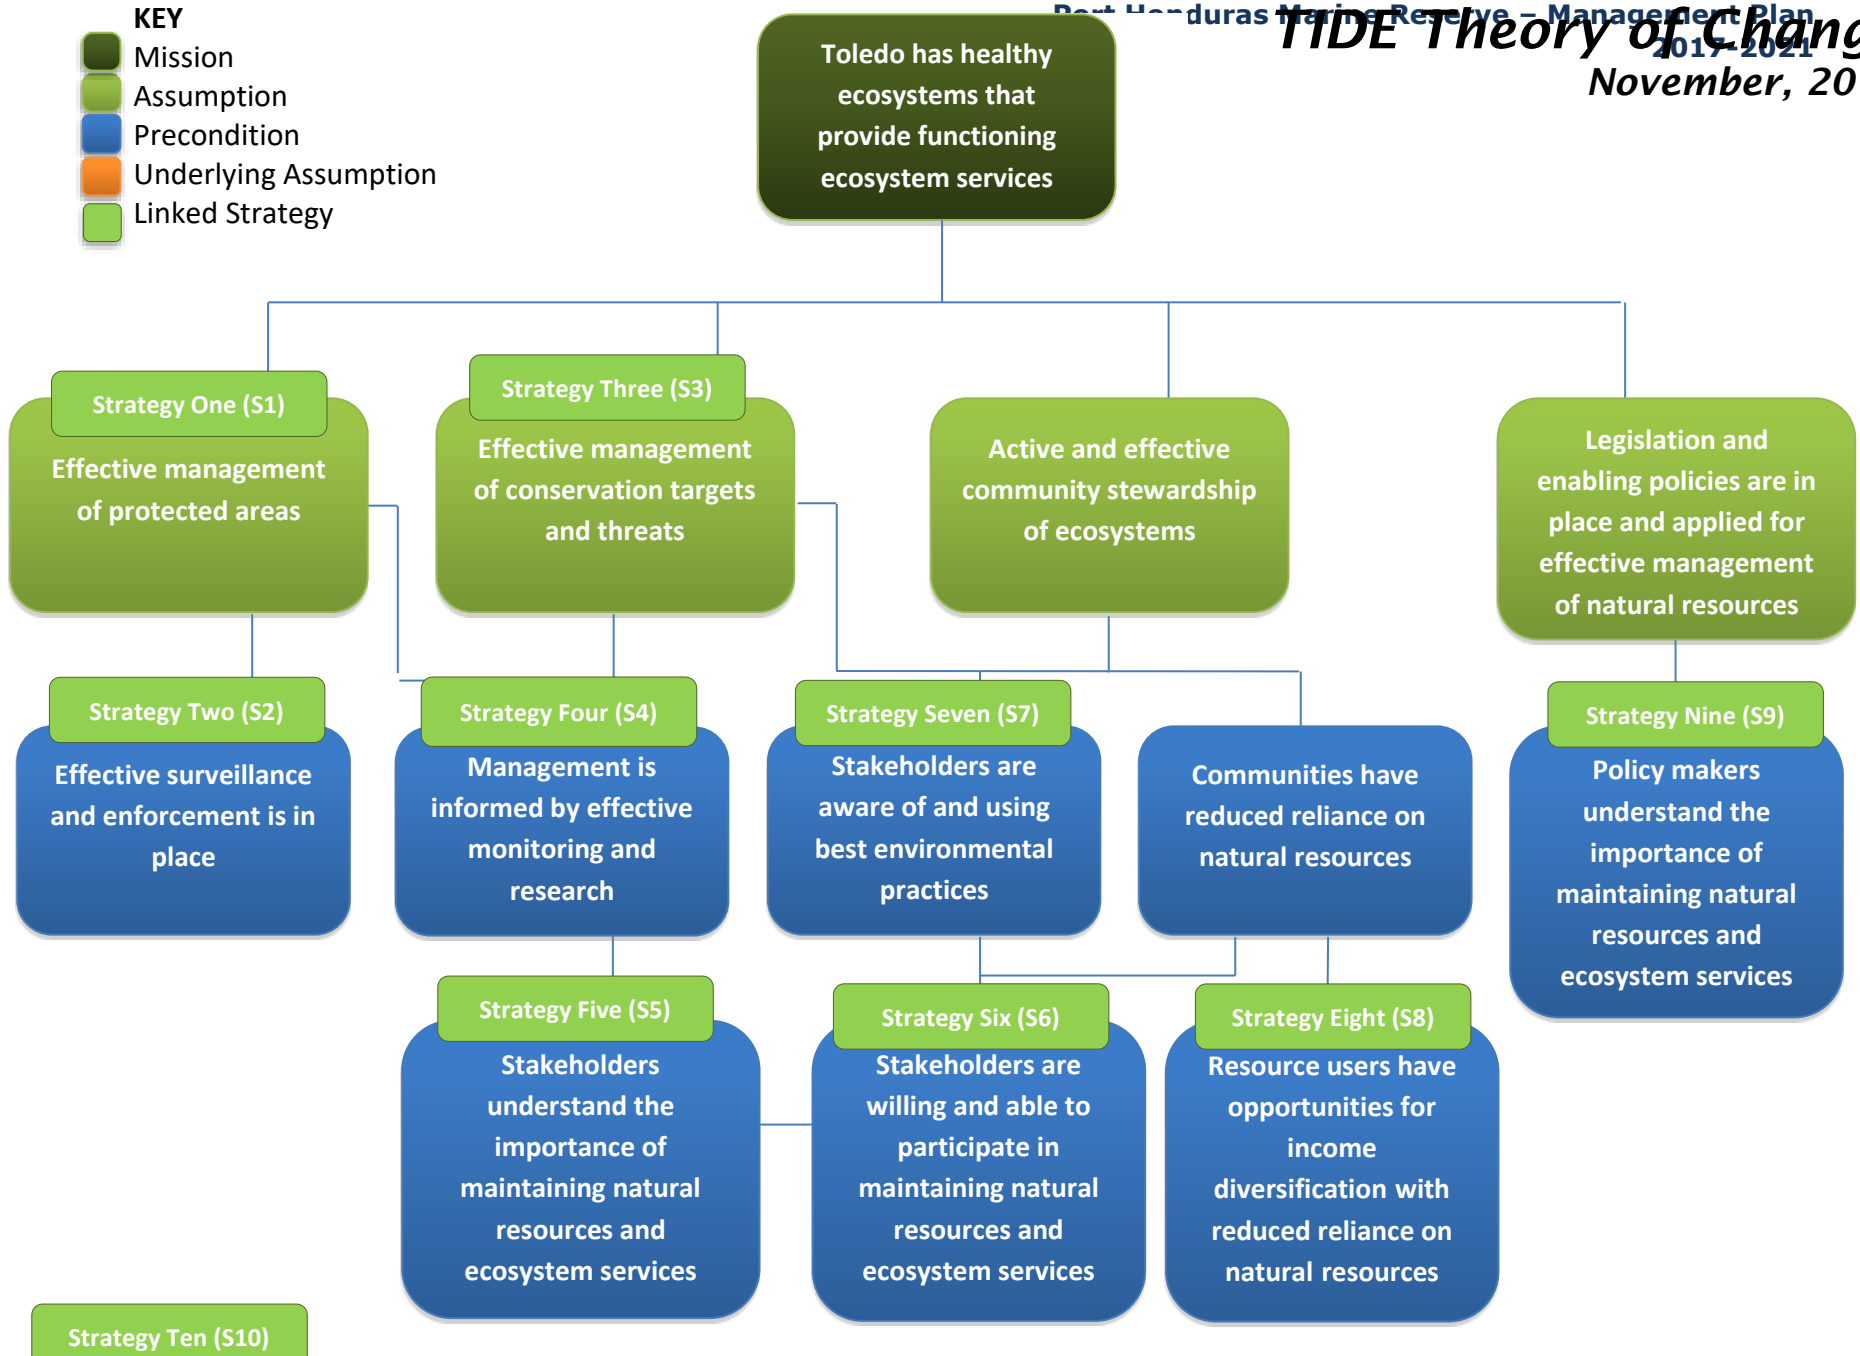 KEY
Mission
Assumption
Precondition
Underlying Assumption
Linked Strategy
Port Honduras Marine Reserve – Management Plan
2017-2021
TIDE Theory of Chang
November, 20
Toledo has healthy
ecosystems that
provide functioning
ecosystem services
Strategy One (S1)
Effective management
of protected areas
Strategy Three (S3)
Effective management
of conservation targets
and threats
Active and effective
community stewardship
of ecosystems
Legislation and
enabling policies are in
place and applied for
effective management
of natural resources
Strategy Two (S2)
Effective surveillance
and enforcement is in
place
Strategy Four (S4)
Management is
informed by effective
monitoring and
research
Strategy Seven (S7)
Stakeholders are
aware of and using
best environmental
practices
Communities have
reduced reliance on
natural resources
Strategy Nine (S9)
Policy makers
understand the
importance of
maintaining natural
resources and
ecosystem services
Strategy Five (S5)
Stakeholders
understand the
importance of
maintaining natural
resources and
ecosystem services
Strategy Six (S6)
Stakeholders are
willing and able to
participate in
maintaining natural
resources and
ecosystem services
Strategy Eight (S8)
Resource users have
opportunities for
income
diversification with
reduced reliance on
natural resources
Strategy Ten (S10)